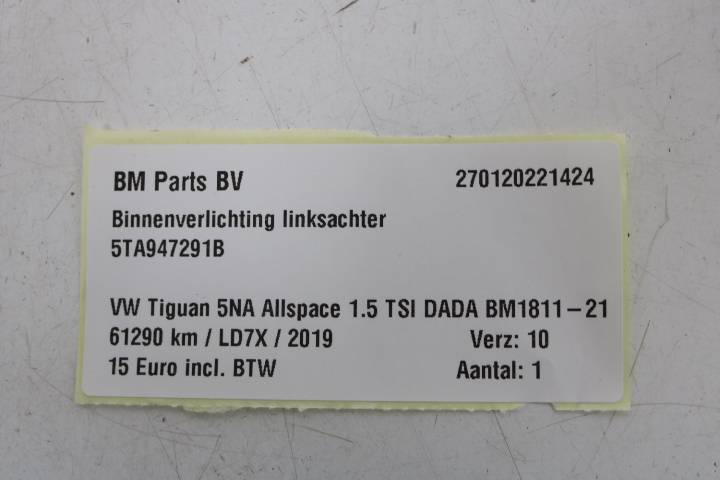 BM Parts BV 270120221424
Binnenverlichting linksachter
5TA947291B
VW Tiguan 5NA Allspace 1.5 TSI DADA BM1811-21
61290 km / LD7X / 2019 Verz: 10
15 Euro incl. BTW Aantal: 1